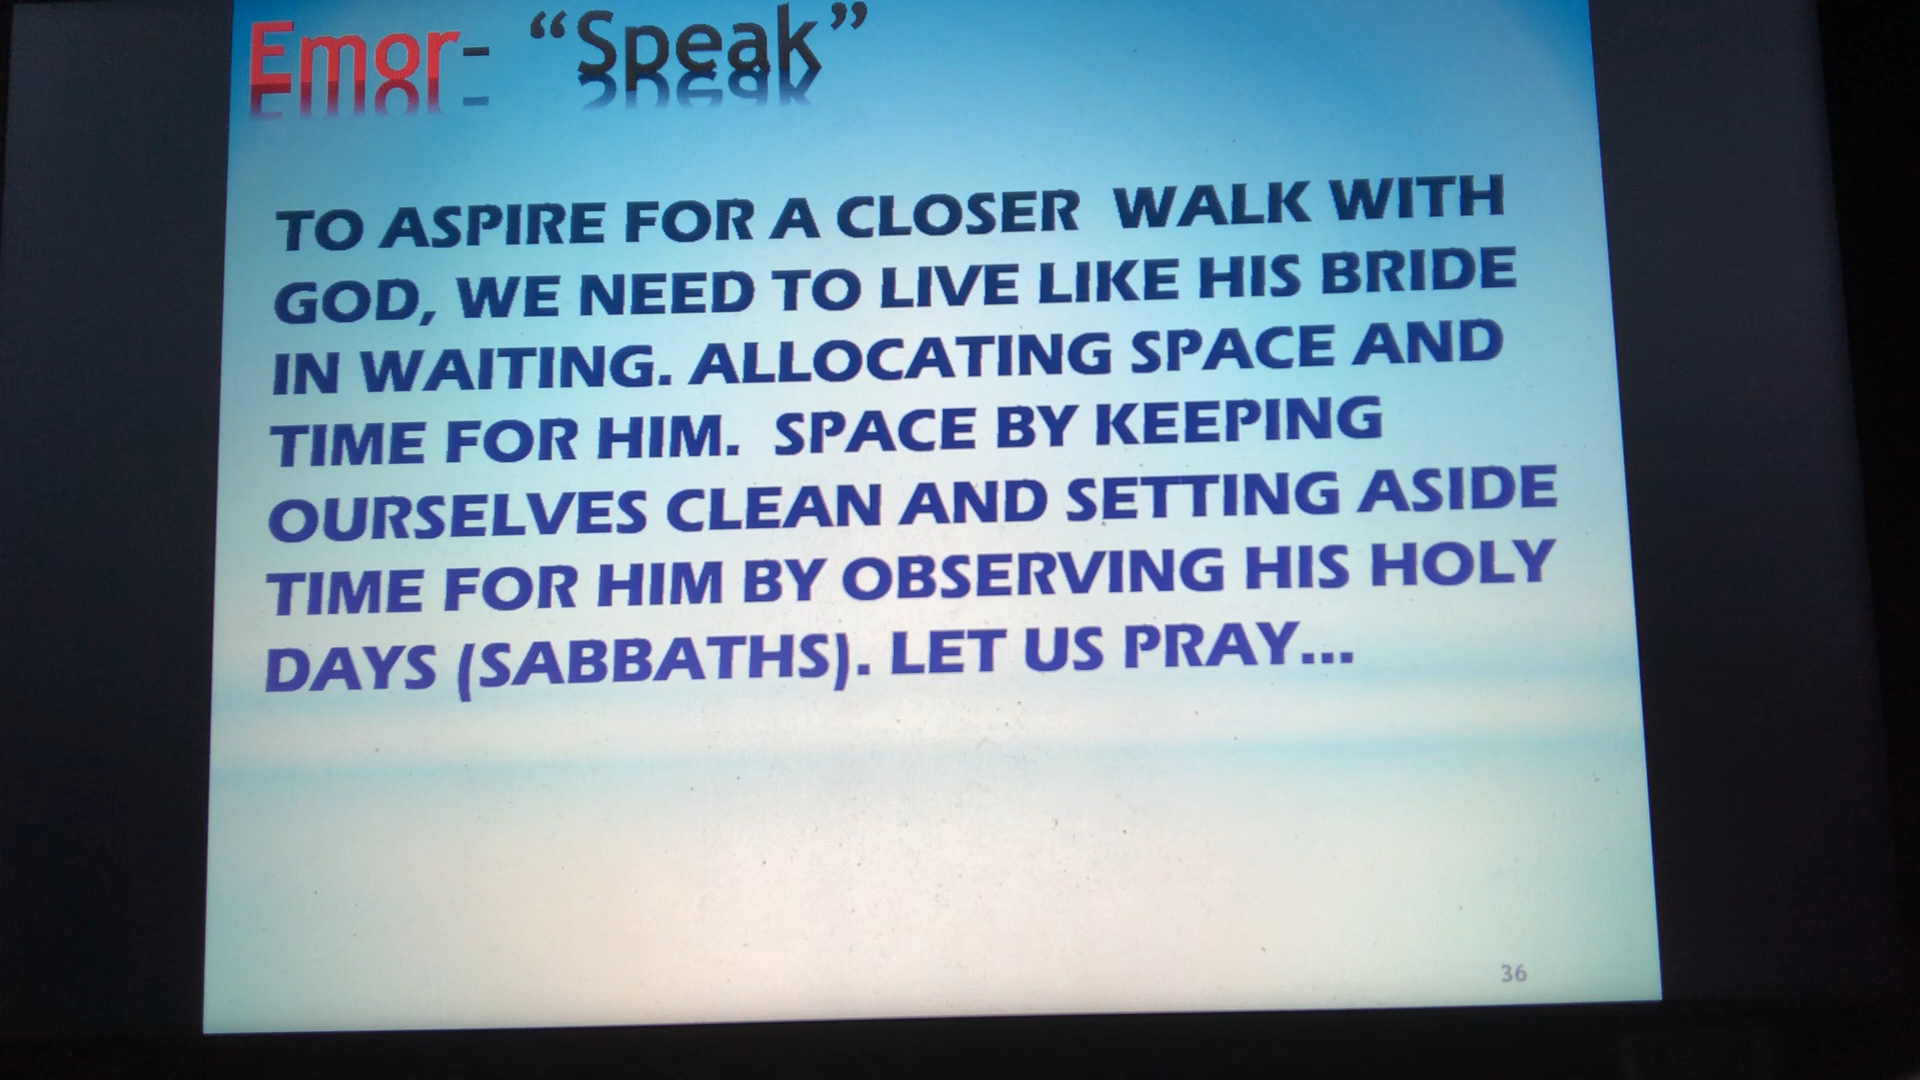 Emor- “Speak”
TO ASPIRE FOR A CLOSER WALK WITH
GOD, WE NEED TO LIVE LIKE HIS BRIDE
IN WAITING. ALLOCATING SPACE AND
TIME FOR HIM. SPACE BY KEEPING
OURSELVES CLEAN AND SETTING ASIDE
TIME FOR HIM BY OBSERVING HIS HOLY
DAYS (SABBATHS). LET US PRAY...
36